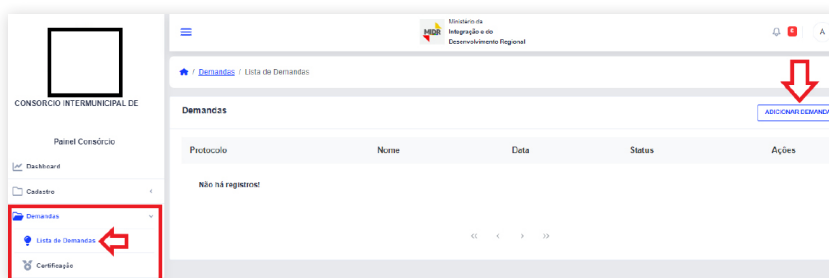 CONSORCIO INTERMUNICIPAL DE
Painel Consórcio
Dashboard
Cadastro
Demandas
Lista de Demandas
Certificação
MIDR
Ministério da
Integração e do
Desenvolvimento Regional
A
/ Demandas / Lista de Demandas
Demandas
ADICIONAR DEMANDA
Protocolo Nome Data Status Ações
Não há registros!